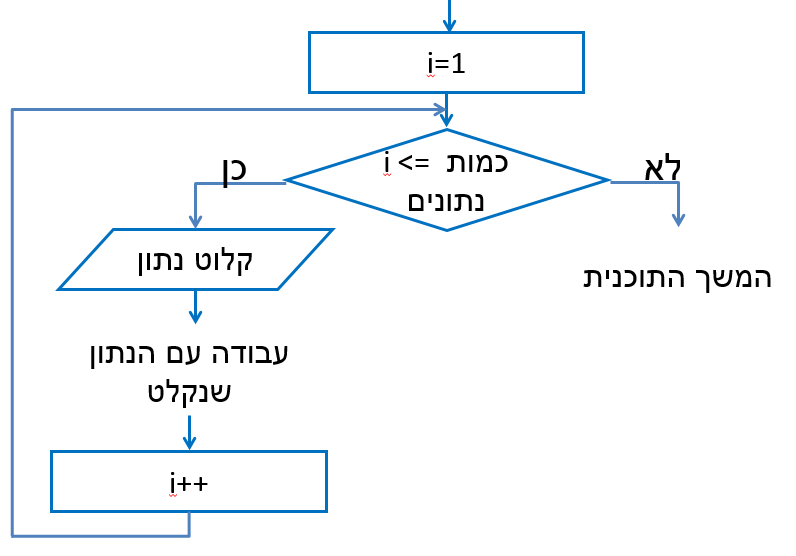 i=1
i <=  כמות
נתונים
כן
לא
קלוט נתון
המשך התוכנית
עבודה עם הנתון
שנקלט
i++